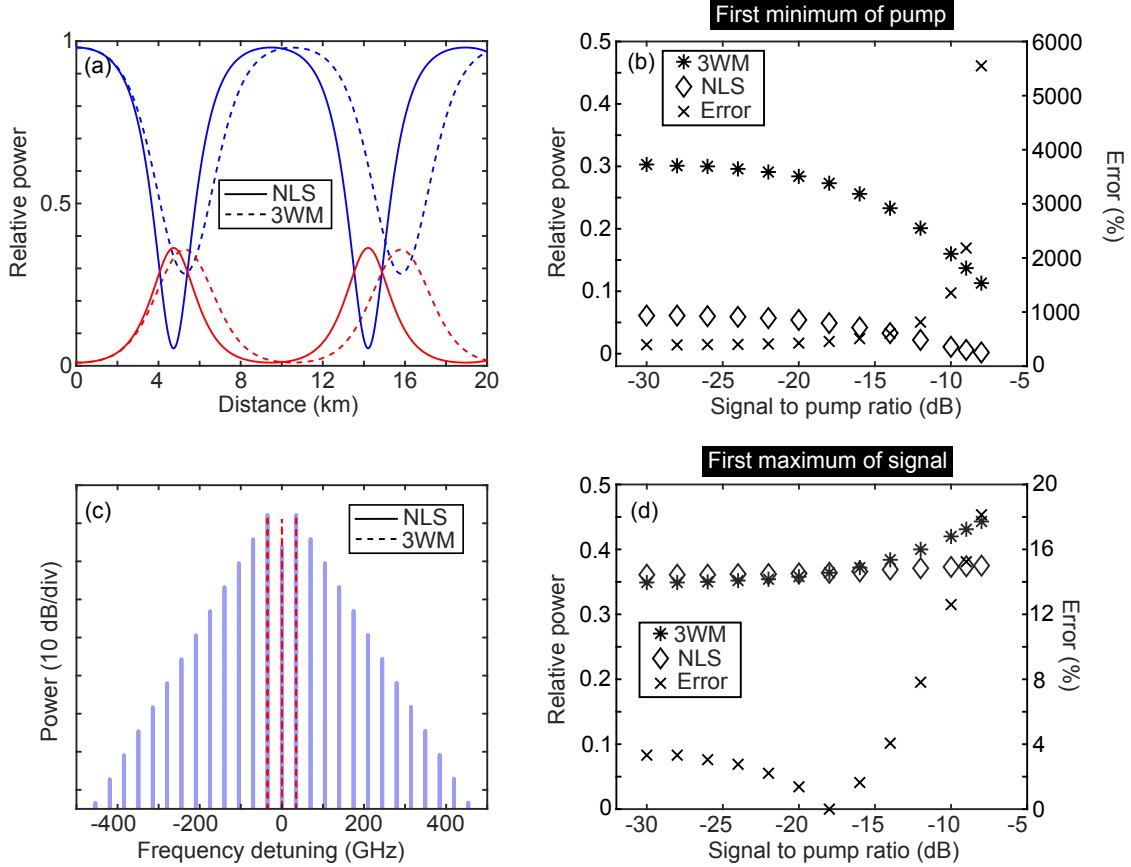 First minimum of pump
(a)
1
0.5
0
Relative power
NLS
3WM
0
4
8
12
16
20
Distance (km)
(b)
0.5
0.4
0.3
0.2
0.1
0
Relative power
3WM
NLS
Error
6000
5000
4000
3000
2000
1000
0
Error (%)
-30
-25
-20
-15
-10
-5
Signal to pump ratio (dB)
First maximum of signal
(c)
Power (10 dB/div)
NLS
3WM
-400
-200
0
200
400
Frequency detuning (GHz)
(d)
0.5
0.4
0.3
0.2
0.1
0
Relative power
3WM
NLS
Error
20
16
12
8
4
0
Error (%)
-30
-25
-20
-15
-10
-5
Signal to pump ratio (dB)